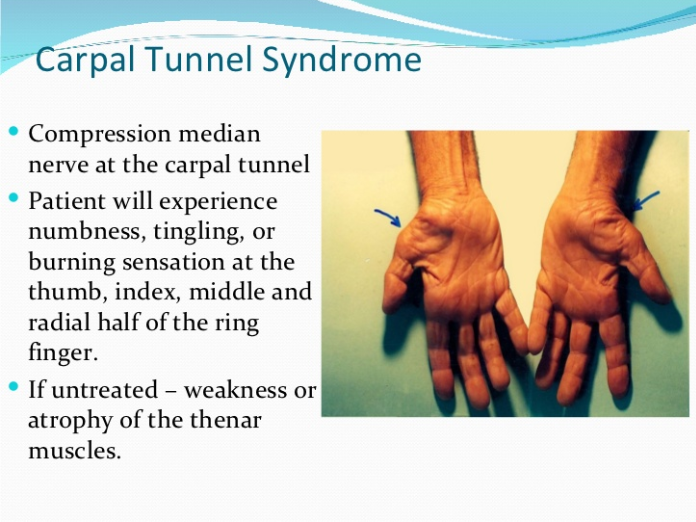 Carpal Tunnel Syndrome
• Compression median
nerve at the carpal tunnel
• Patient will experience
numbness, tingling, or
burning sensation at the
thumb, index, middle and
radial half of the ring
finger.
• If untreated – weakness or
atrophy of the thenar
muscles.